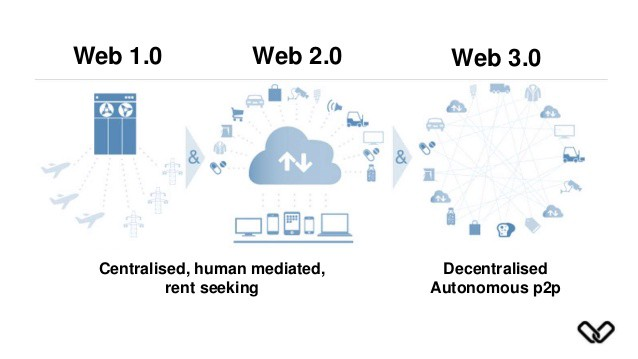 Web 1.0
Web 2.0
Web 3.0
&
&
Centralised, human mediated,
rent seeking
Decentralised
Autonomous p2p